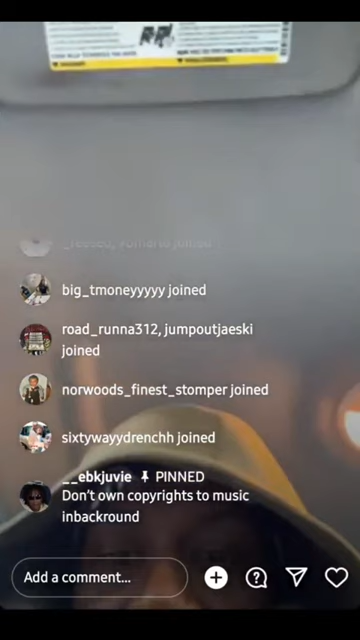 big_tmoneyyyyy joined
road_runna312, jumpoutjaeski
joined
norwoods_finest_stomper joined
sixtywayydrenchh joined
__ebkjuvie PINNED
Don't own copyrights to music
inbackround
Add a comment...